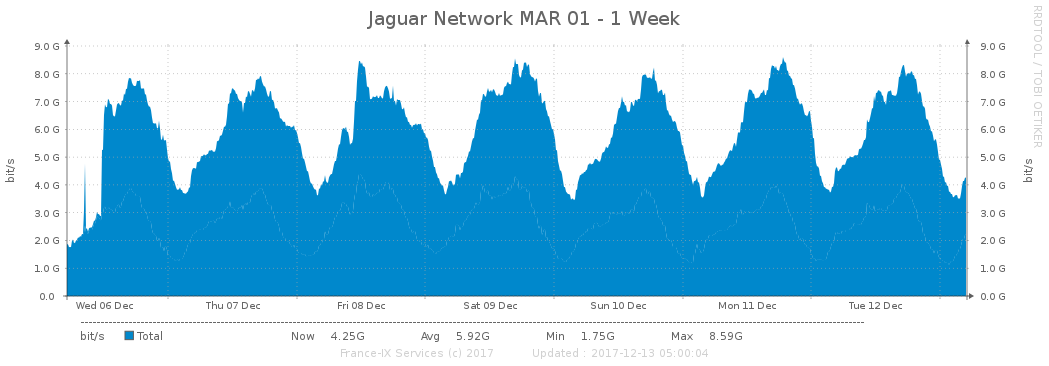 Jaguar Network MAR 01 - 1 Week
RRDTOOL / TOBI OETIKER
bit/s
9.0 G 9.0 G
8.0 G 8.0 G
7.0 G 7.0 G
6.0 G 6.0 G
5.0 G 5.0 G
4.0 G 4.0 G
3.0 G 3.0 G
2.0 G 2.0 G
1.0 G 1.0 G
0.0 0.0 G
bit/s
Wed 06 Dec Thu 07 Dec Fri 08 Dec Sat 09 Dec Sun 10 Dec Mon 11 Dec Tue 12 Dec
bit/s Total Now 4.25G Avg 5.92G Min 1.75G Max 8.59G
France-IX Services (c) 2017 Updated : 2017-12-13 05:00:04